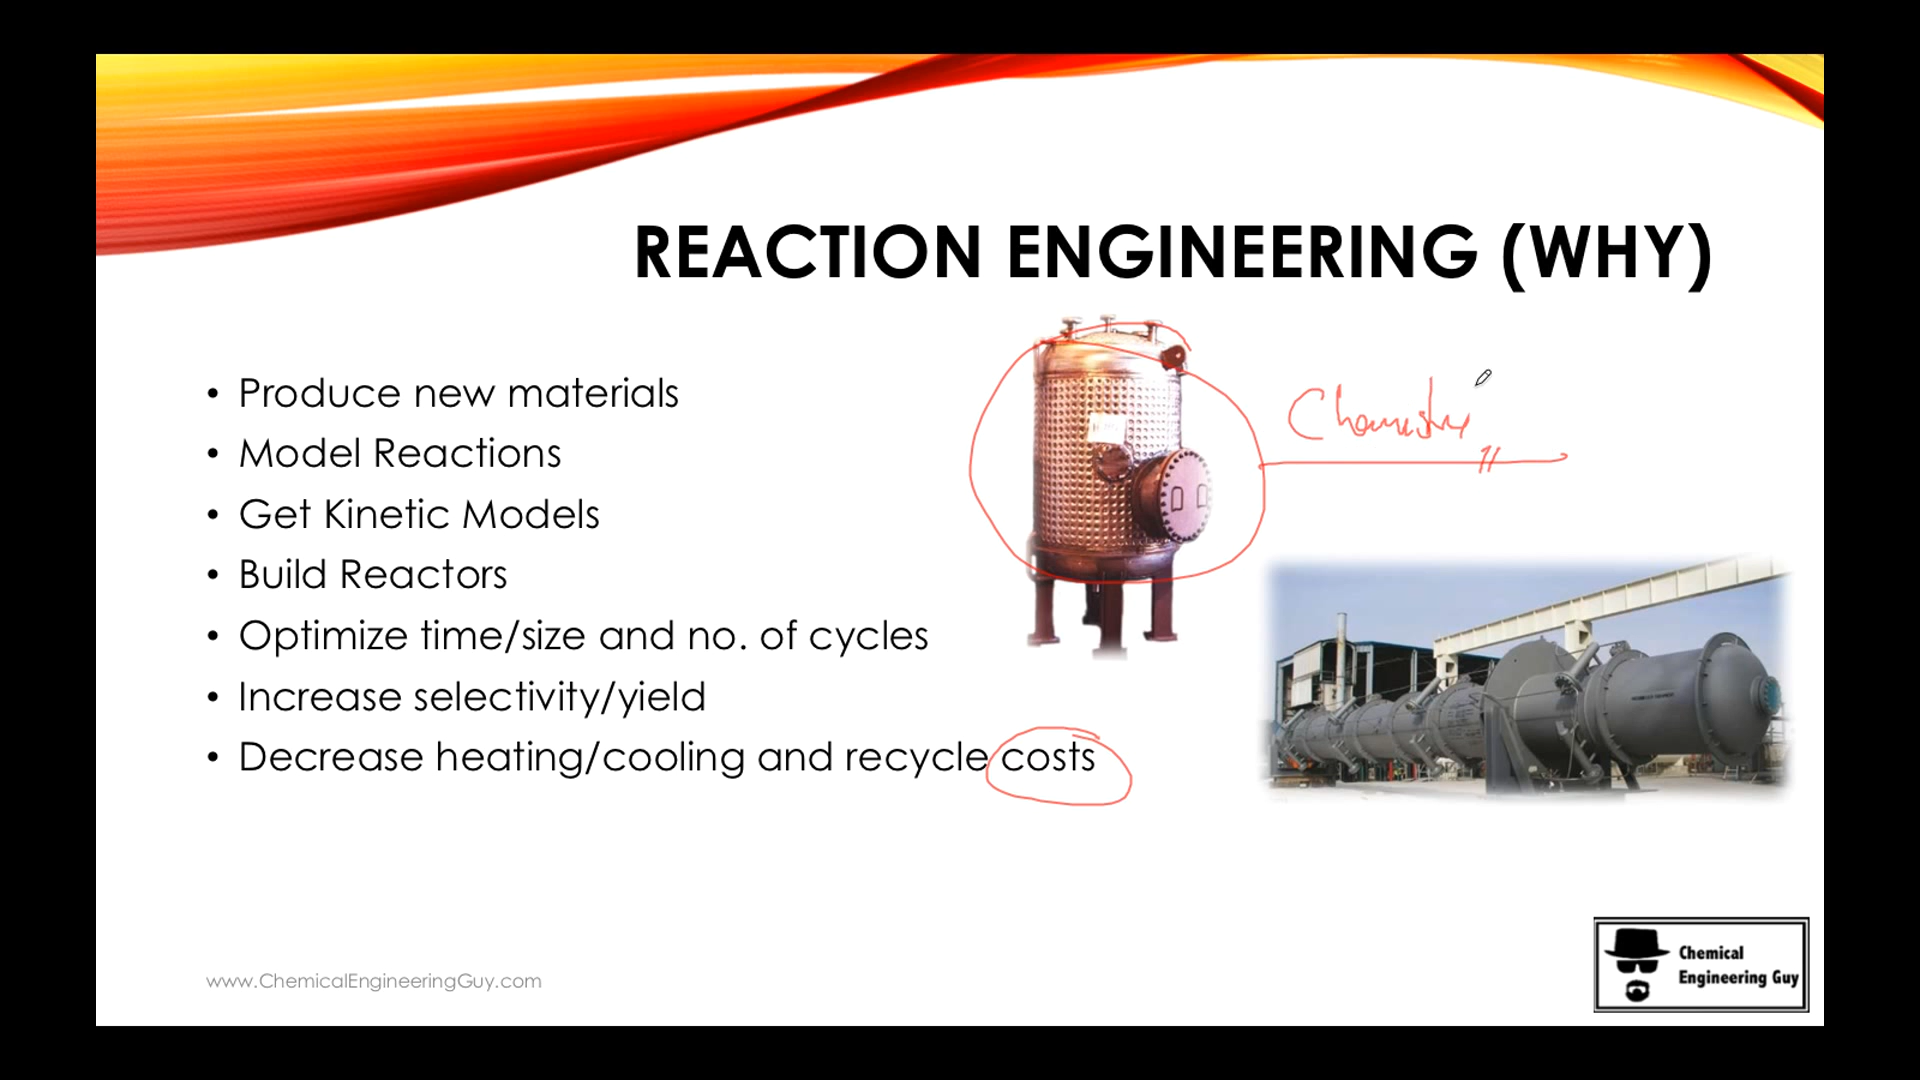 REACTION ENGINEERING (WHY)
• Produce new materials
• Model Reactions
• Get Kinetic Models
• Build Reactors
• Optimize time/size and no. of cycles
• Increase selectivity/yield
• Decrease heating/cooling and recycle costs
www.ChemicalEngineeringGuy.com
Chemical
Engineering Guy